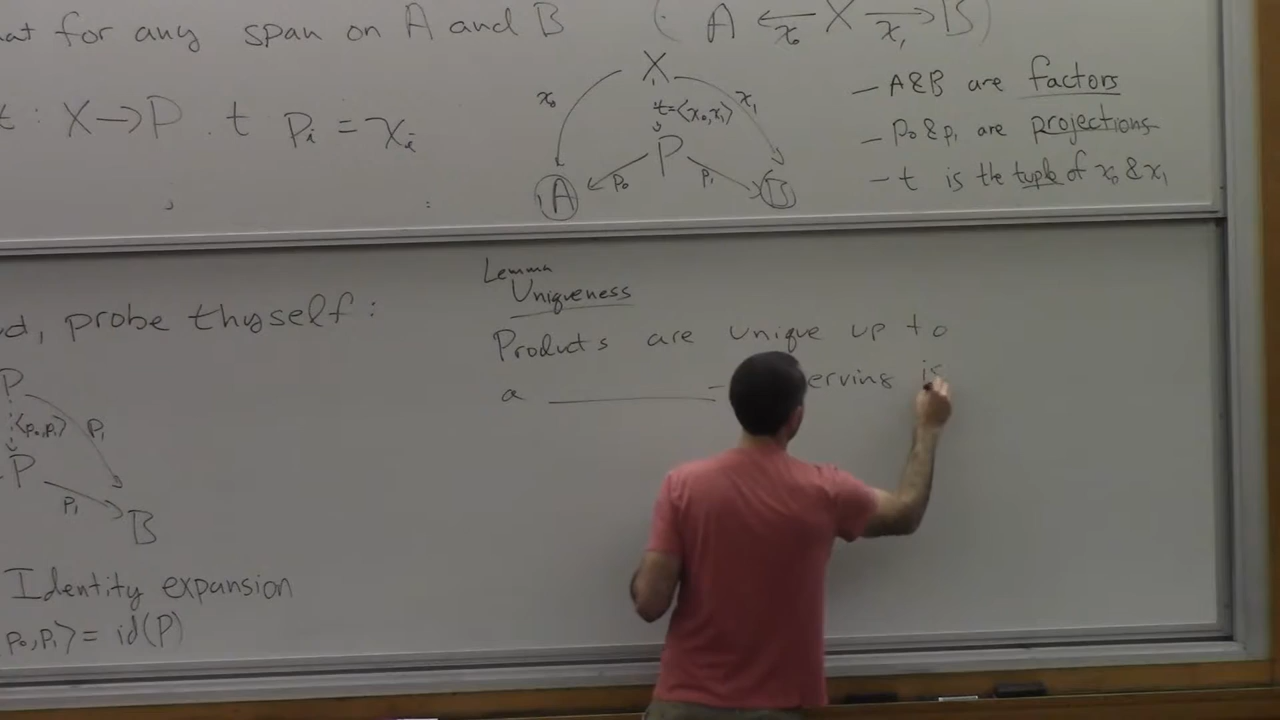 at for any span on A and B ( A ← X → B )
x₀ x₁
t : X → P . t pᵢ = xᵢ
X
x₀ t = ⟨x₀, x₁⟩ x₁
P
A p₀ p₁ B
– A & B are factors
– p₀ & p₁ are projections
– t is the tuple of x₀ & x₁
d, probe thyself :
P
⟨p₀, p₁⟩ p₁
P
p₁
B
Identity expansion
p₀, p₁⟩ = id(P)
Lemma
Uniqueness
Products are unique up to
a ________ – erving is